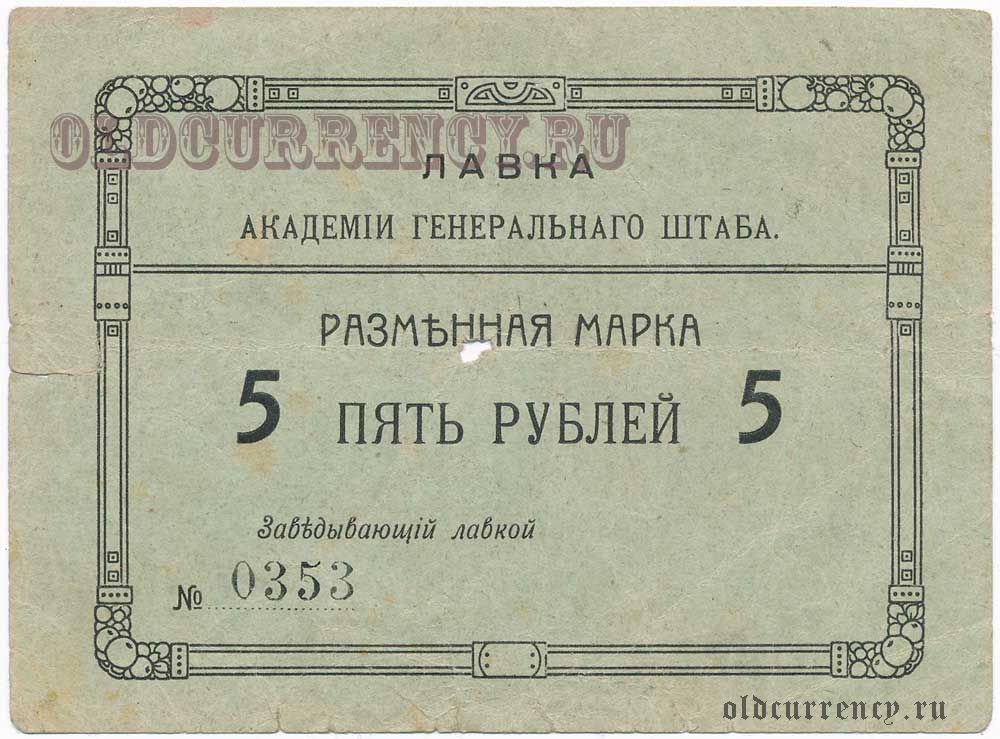 OLDCURRENCY.RU
ЛАВКА
АКАДЕМІИ ГЕНЕРАЛЬНАГО ШТАБА.
РАЗМѢННАЯ МАРКА
5 ПЯТЬ РУБЛЕЙ 5
Завѣдывающій лавкой
№ 0353
oldcurrency.ru